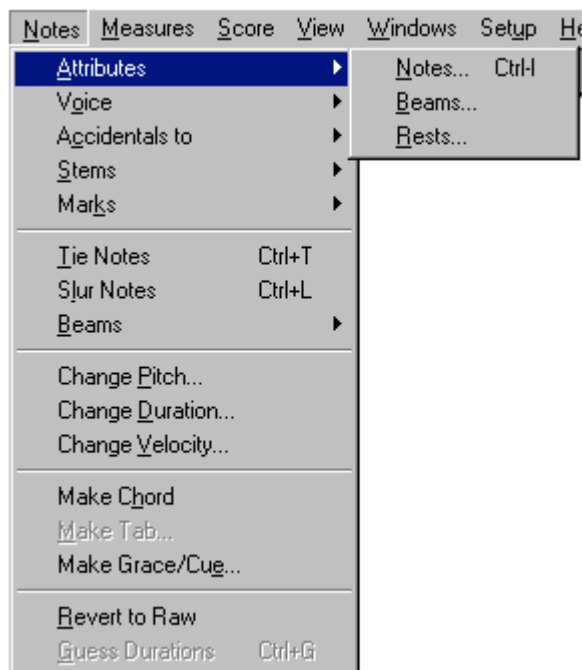 Notes Measures Score View Windows Setup
Attributes
Notes... Ctrl-I
Voice
Beams...
Accidentals to
Rests...
Stems
Marks
Tie Notes Ctrl+T
Slur Notes Ctrl+L
Beams
Change Pitch...
Change Duration...
Change Velocity...
Make Chord
Make Tab...
Make Grace/Cue...
Revert to Raw
Guess Durations Ctrl+G